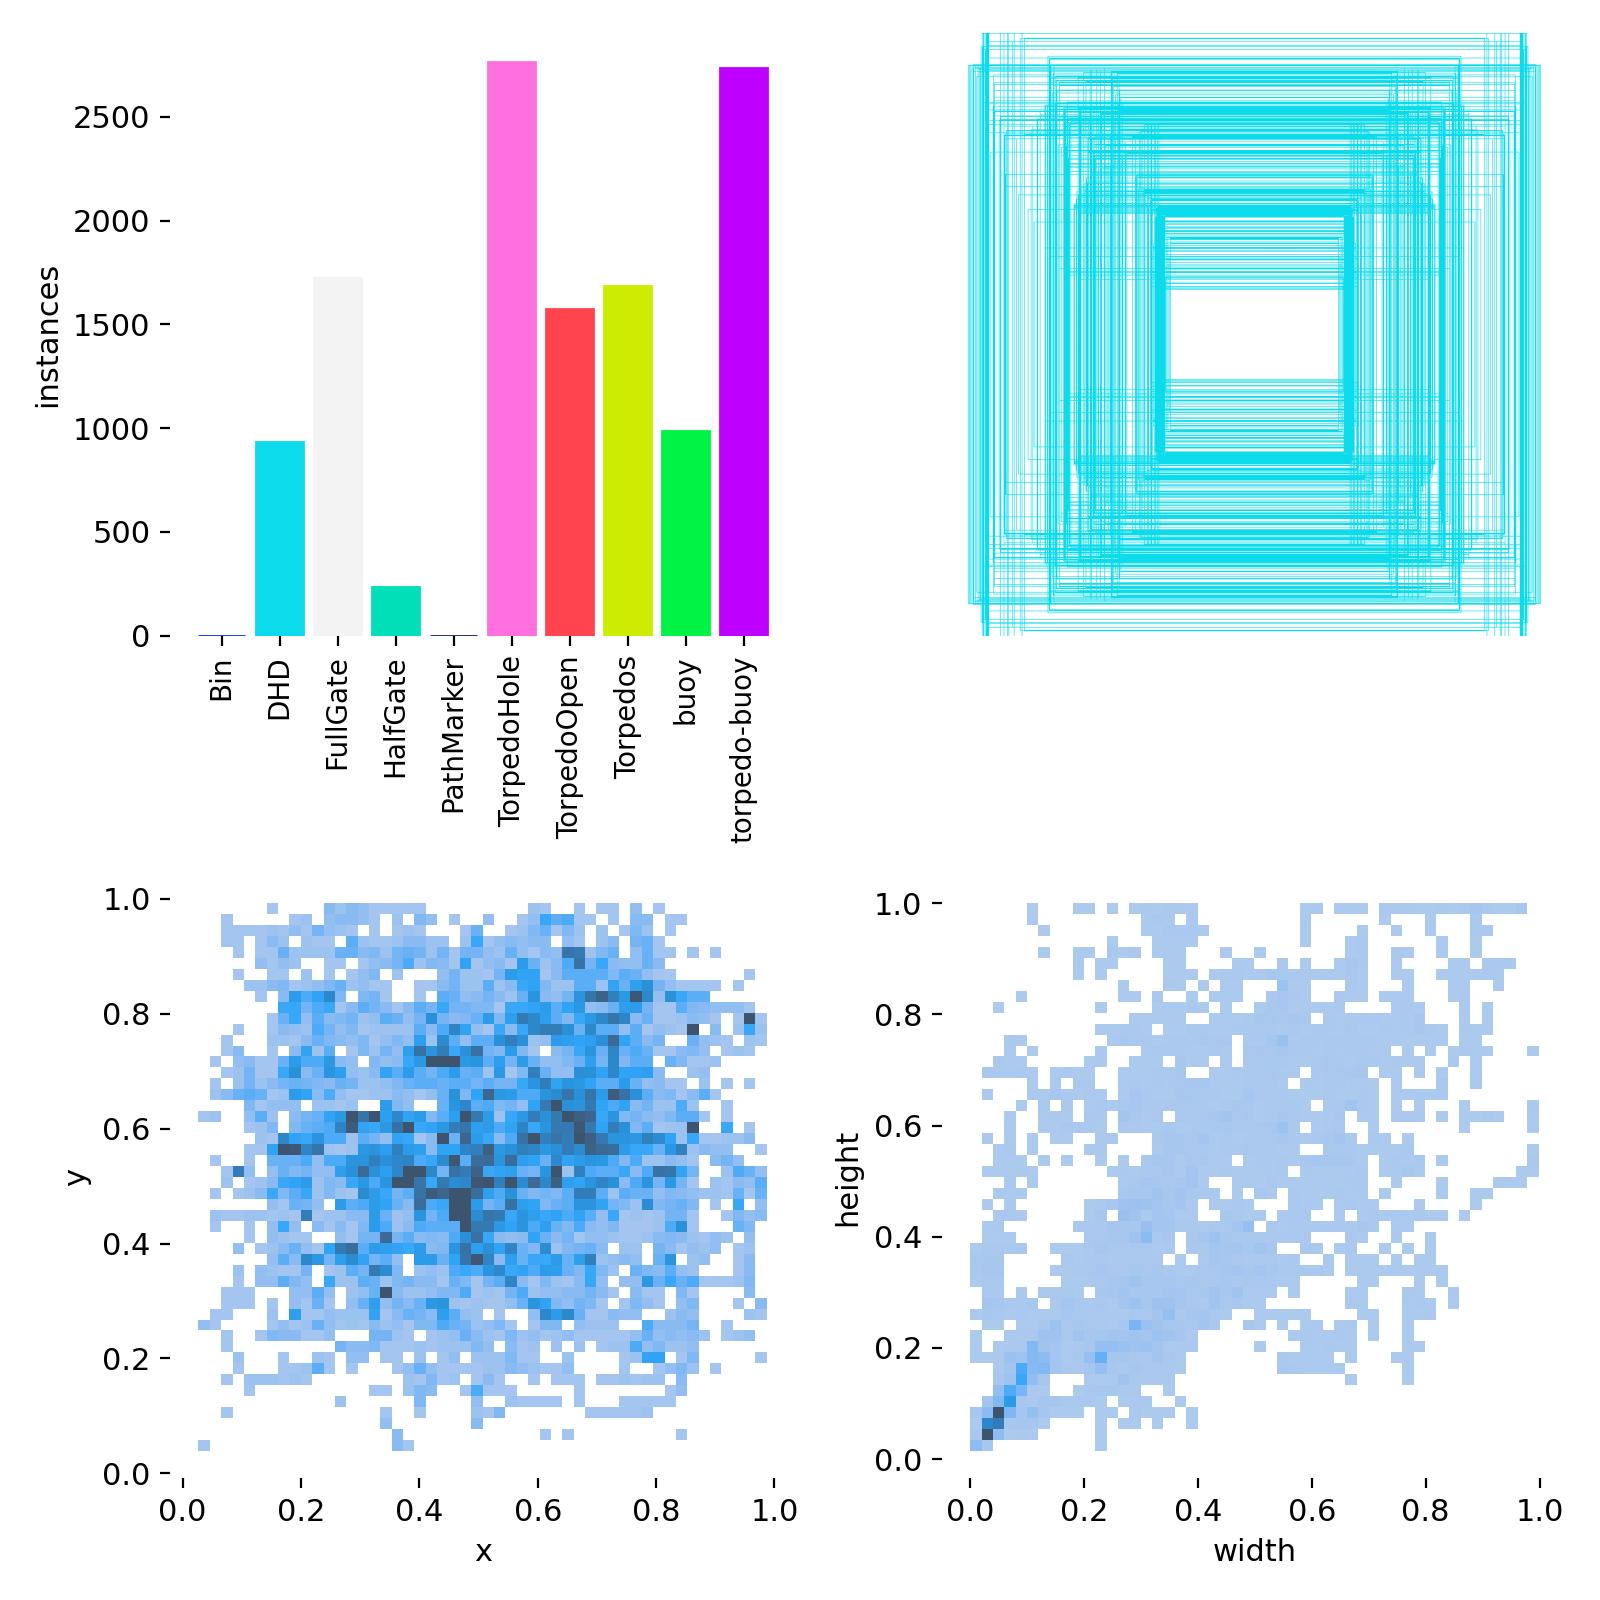 2500
2000
1500
1000
500
0
instances
Bin
DHD
FullGate
HalfGate
PathMarker
TorpedoHole
TorpedoOpen
Torpedos
buoy
torpedo-buoy
1.0
0.8
0.6
0.4
0.2
0.0
y
0.0 0.2 0.4 0.6 0.8 1.0
x
1.0
0.8
0.6
0.4
0.2
0.0
height
0.0 0.2 0.4 0.6 0.8 1.0
width